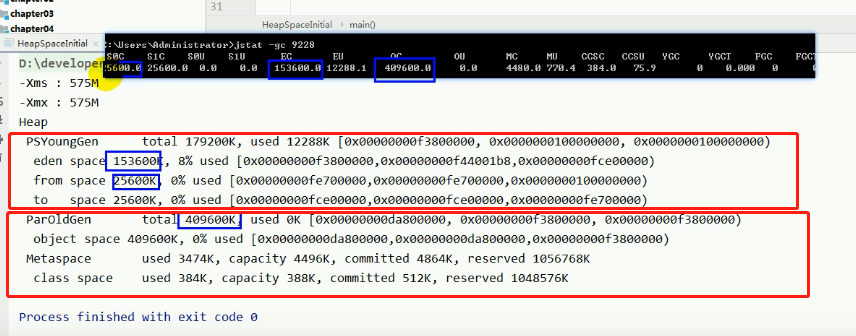 chapter03
chapter04
31
HeapSpaceInitial › main()
HeapSpaceInitial ×
C:\Users\Administrator>jstat -gc 9228
S0C S1C S0U S1U EC EU OC OU MC MU CCSC CCSU YGC YGCT FGC FGCT
5600.0 25600.0 0.0 0.0 153600.0 12288.1 409600.0 0.0 4480.0 770.4 384.0 75.9 0 0.000 0
D:\develope
-Xms : 575M
-Xmx : 575M
Heap
PSYoungGen total 179200K, used 12288K [0x00000000f3800000, 0x0000000100000000, 0x0000000100000000)
eden space 153600K, 8% used [0x00000000f3800000,0x00000000f44001b8,0x00000000fce00000)
from space 25600K, 0% used [0x00000000fe700000,0x00000000fe700000,0x0000000100000000)
to space 25600K, 0% used [0x00000000fce00000,0x00000000fce00000,0x00000000fe700000)
ParOldGen total 409600K, used 0K [0x00000000da800000, 0x00000000f3800000, 0x00000000f3800000)
object space 409600K, 0% used [0x00000000da800000,0x00000000da800000,0x00000000f3800000)
Metaspace used 3474K, capacity 4496K, committed 4864K, reserved 1056768K
class space used 384K, capacity 388K, committed 512K, reserved 1048576K
Process finished with exit code 0